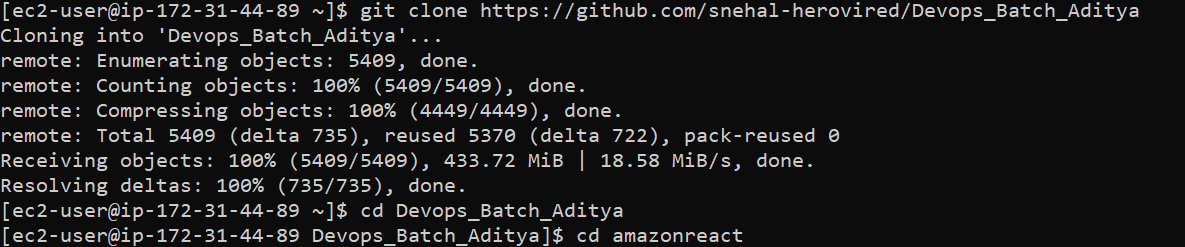 [ec2-user@ip-172-31-44-89 ~]$ git clone https://github.com/snehal-herovired/Devops_Batch_Aditya
Cloning into 'Devops_Batch_Aditya'...
remote: Enumerating objects: 5409, done.
remote: Counting objects: 100% (5409/5409), done.
remote: Compressing objects: 100% (4449/4449), done.
remote: Total 5409 (delta 735), reused 5370 (delta 722), pack-reused 0
Receiving objects: 100% (5409/5409), 433.72 MiB | 18.58 MiB/s, done.
Resolving deltas: 100% (735/735), done.
[ec2-user@ip-172-31-44-89 ~]$ cd Devops_Batch_Aditya
[ec2-user@ip-172-31-44-89 Devops_Batch_Aditya]$ cd amazonreact